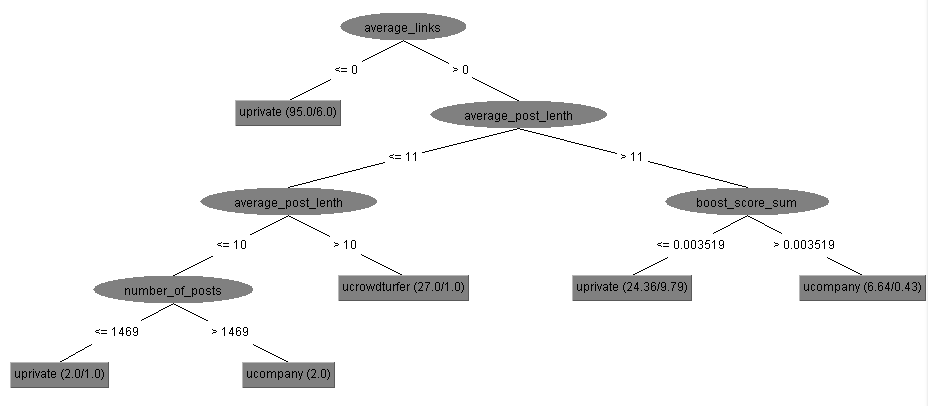 average_links
<= 0
> 0
uprivate (95.0/6.0)
average_post_lenth
<= 11
> 11
average_post_lenth
boost_score_sum
<= 10
> 10
<= 0.003519
> 0.003519
number_of_posts
ucrowdturfer (27.0/1.0)
uprivate (24.36/9.79)
ucompany (6.64/0.43)
<= 1469
> 1469
uprivate (2.0/1.0)
ucompany (2.0)